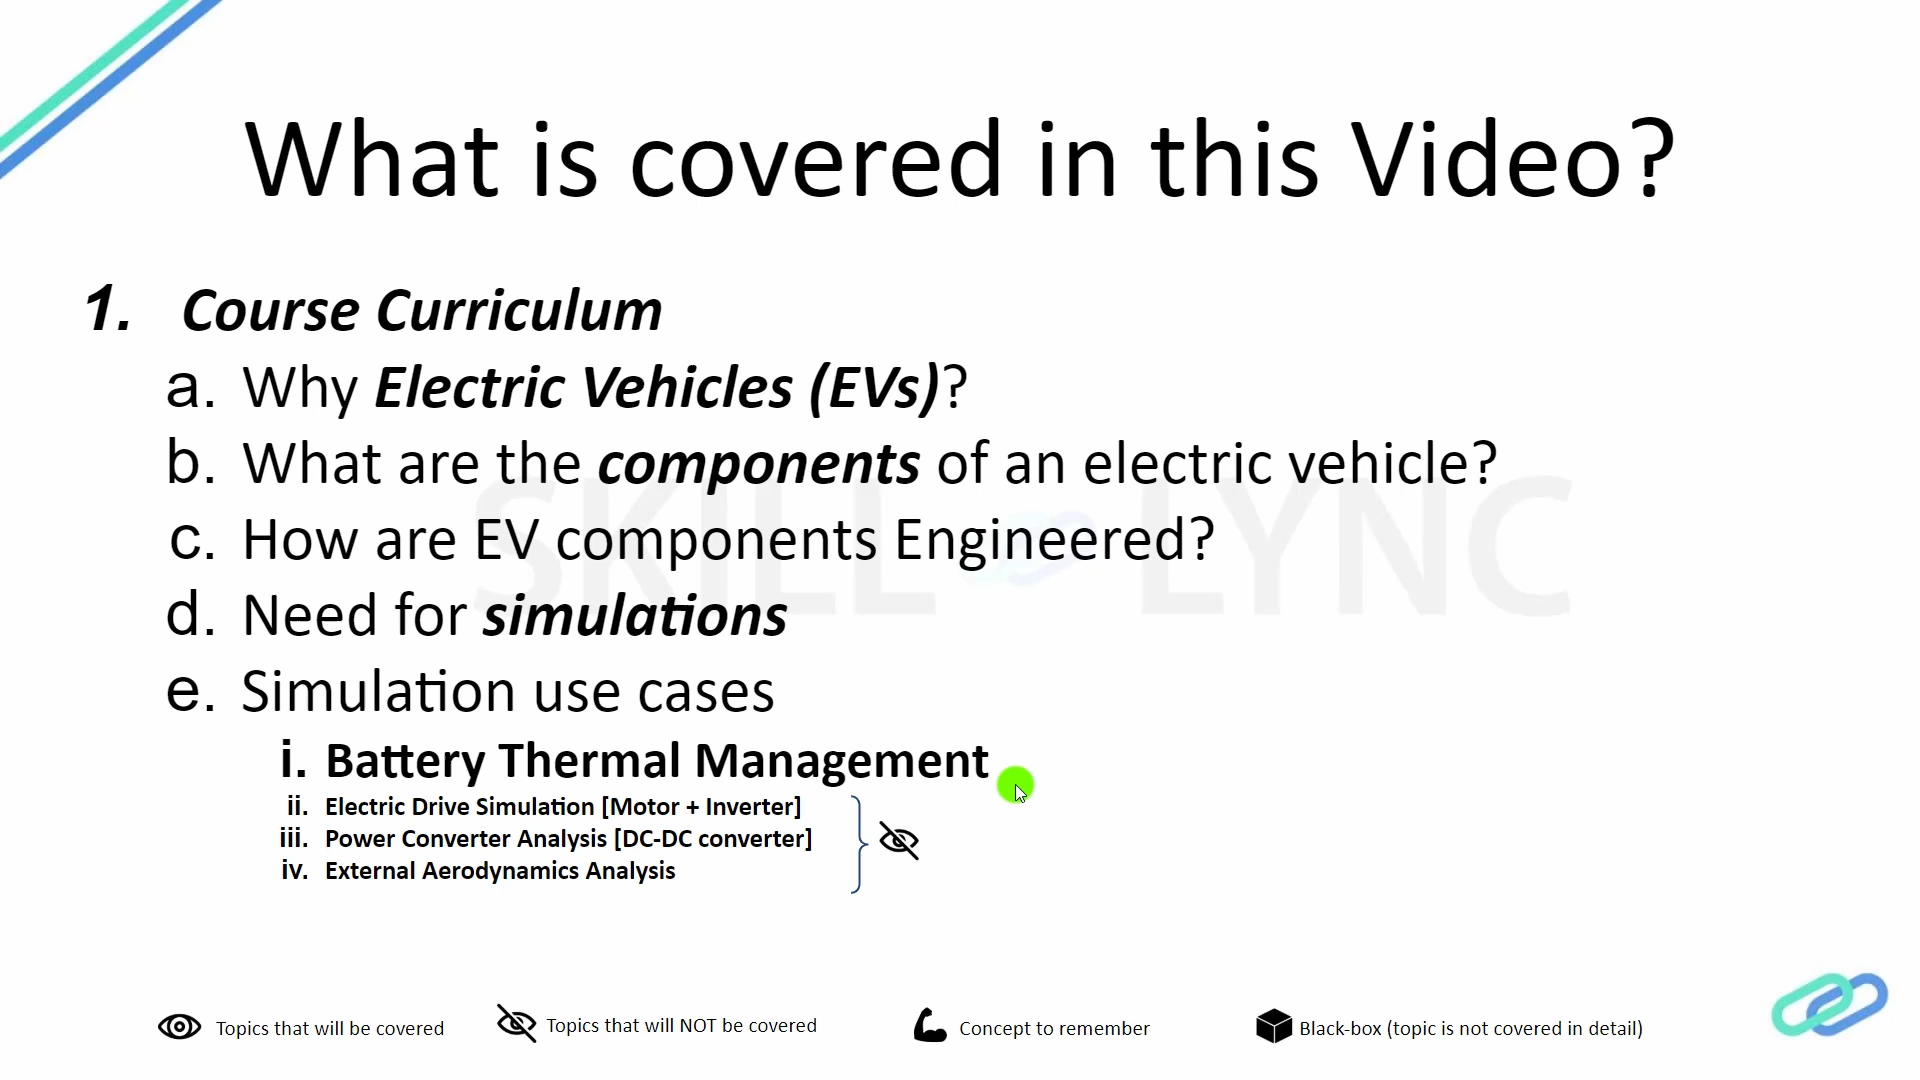 What is covered in this Video?
1. Course Curriculum
a. Why Electric Vehicles (EVs)?
b. What are the components of an electric vehicle?
c. How are EV components Engineered?
SKILL LYNC
d. Need for simulations
e. Simulation use cases
i. Battery Thermal Management
ii. Electric Drive Simulation [Motor + Inverter]
iii. Power Converter Analysis [DC-DC converter]
iv. External Aerodynamics Analysis
Topics that will be covered
Topics that will NOT be covered
Concept to remember
Black-box (topic is not covered in detail)